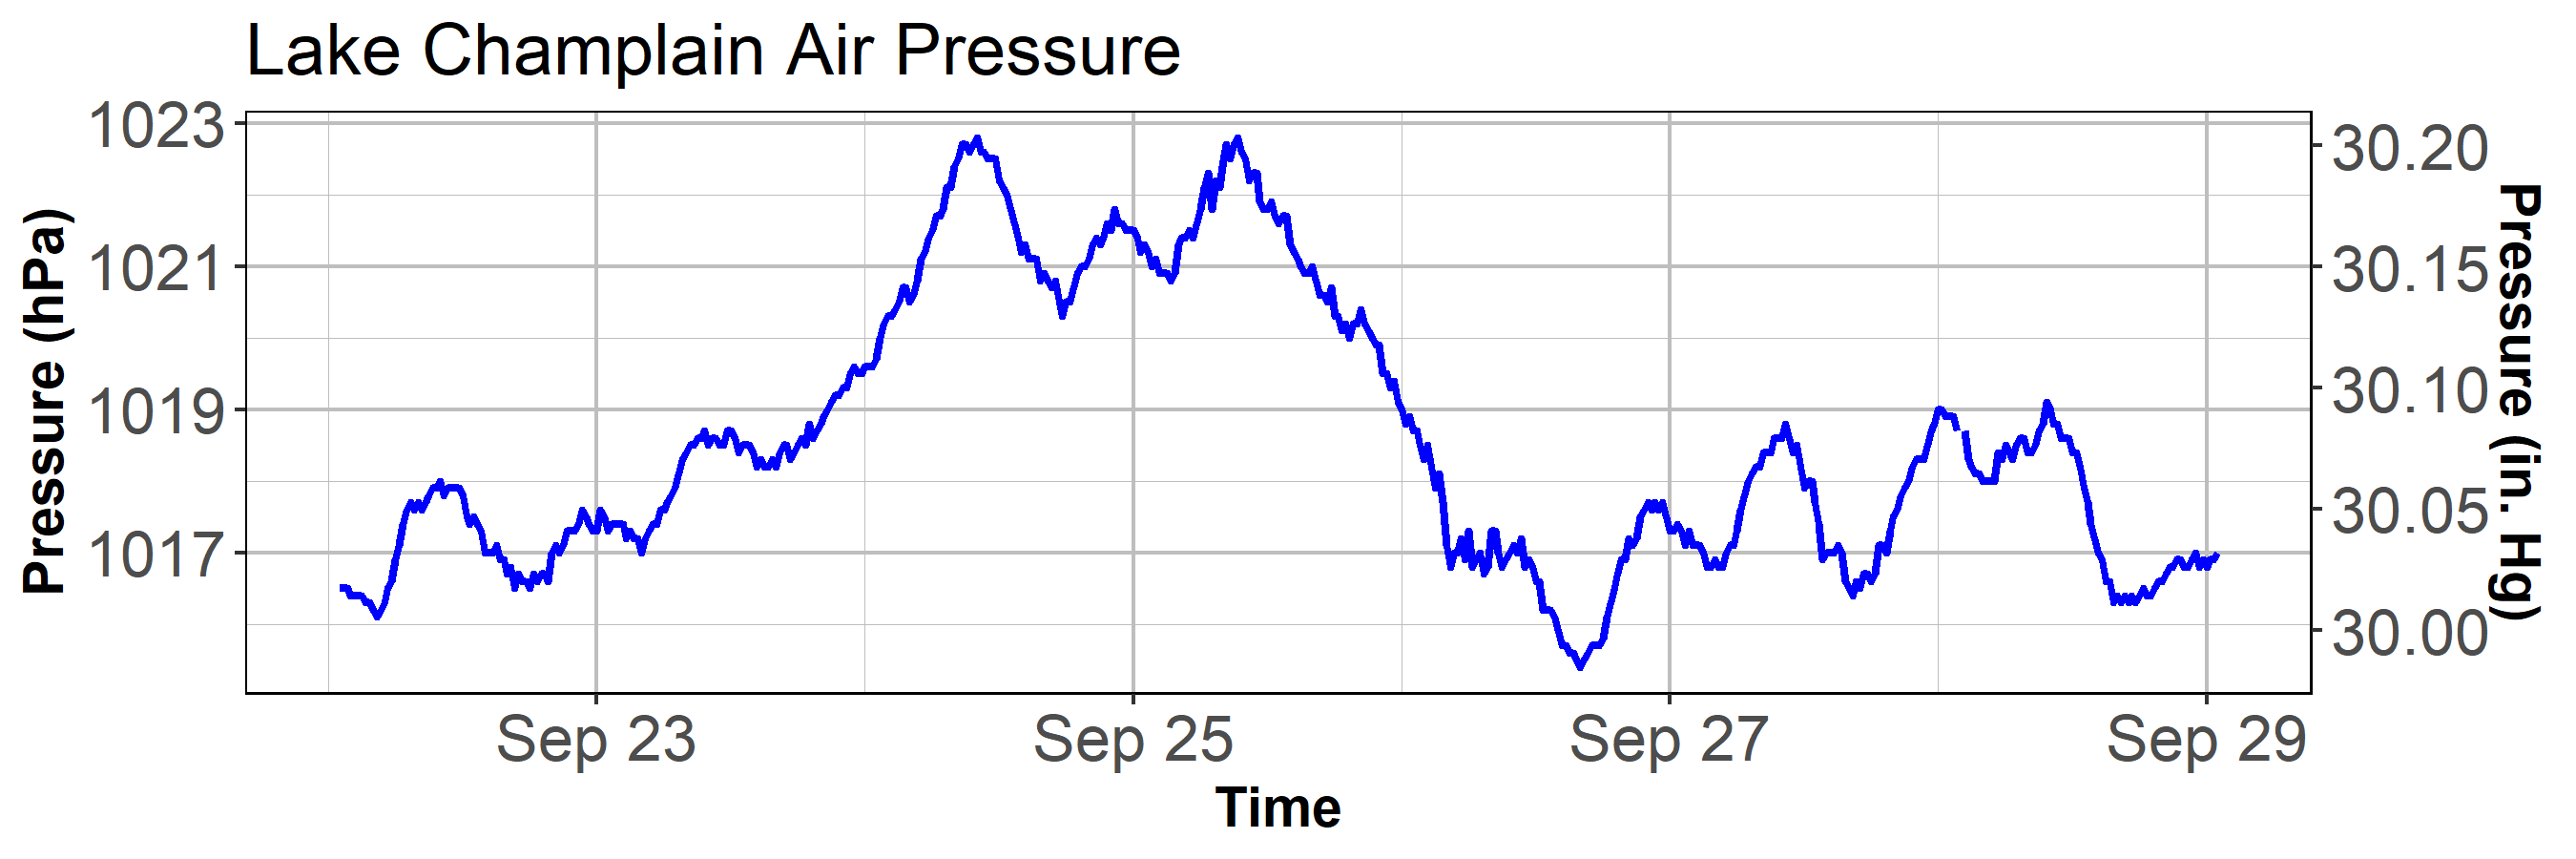 Lake Champlain Air Pressure
Pressure (hPa)
1023
1021
1019
1017
30.20
30.15
30.10
30.05
30.00
Pressure (in. Hg)
Sep 23
Sep 25
Sep 27
Sep 29
Time